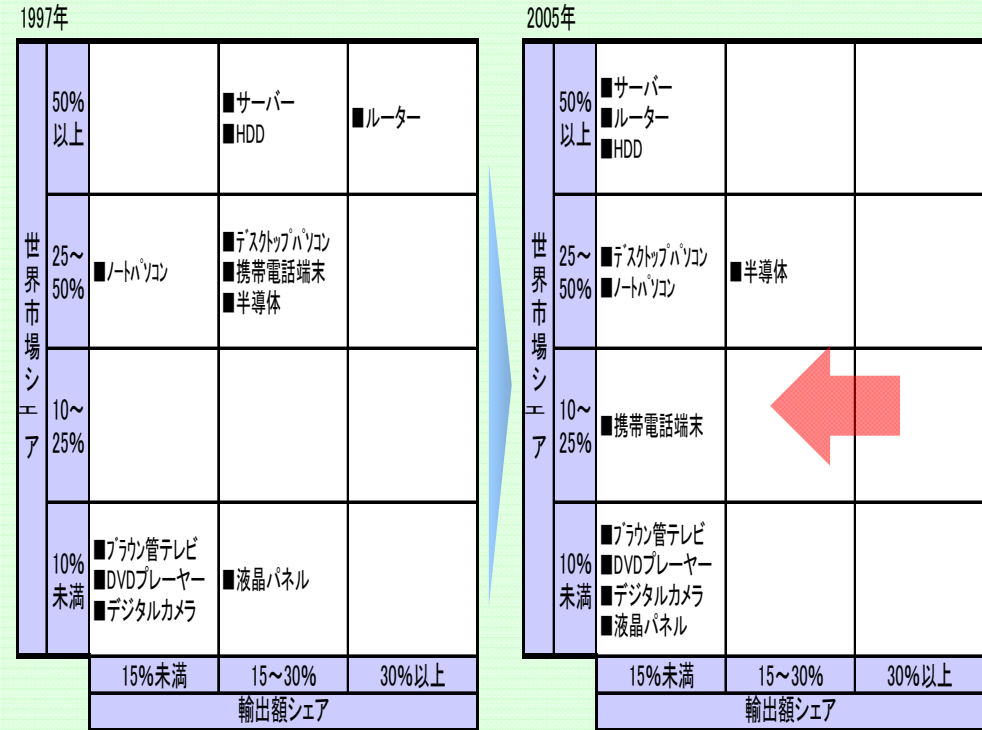 1997年
世界市場シェア
50%
以上
■サーバー
■HDD
■ルーター
25～
50%
■ノートパソコン
■デスクトップパソコン
■携帯電話端末
■半導体
10～
25%
10%
未満
■ブラウン管テレビ
■DVDプレーヤー
■デジタルカメラ
■液晶パネル
15%未満
15～30%
30%以上
輸出額シェア
2005年
世界市場シェア
50%
以上
■サーバー
■ルーター
■HDD
25～
50%
■デスクトップパソコン
■ノートパソコン
■半導体
10～
25%
■携帯電話端末
10%
未満
■ブラウン管テレビ
■DVDプレーヤー
■デジタルカメラ
■液晶パネル
15%未満
15～30%
30%以上
輸出額シェア